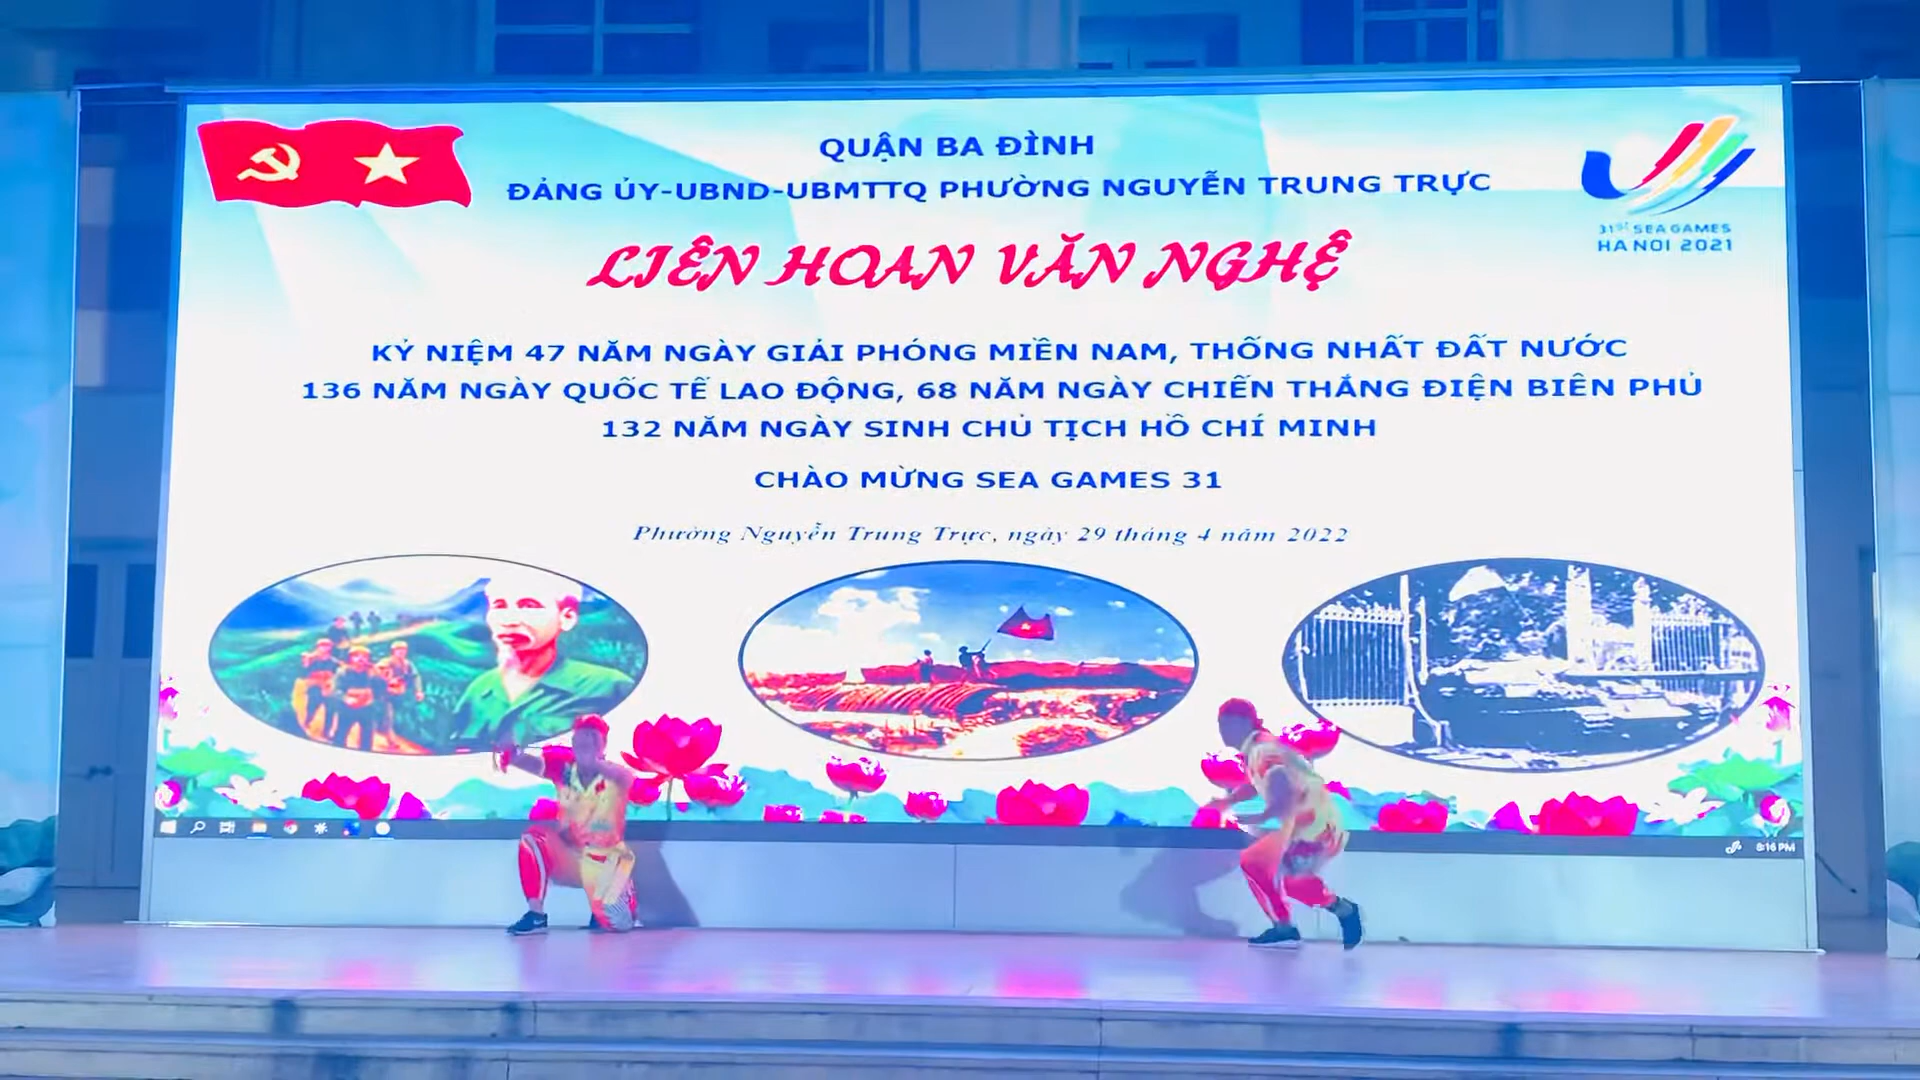 QUẬN BA ĐÌNH
ĐẢNG ỦY-UBND-UBMTTQ PHƯỜNG NGUYỄN TRUNG TRỰC
LIÊN HOAN VĂN NGHỆ
31ST SEA GAMES
HA NOI 2021
KỶ NIỆM 47 NĂM NGÀY GIẢI PHÓNG MIỀN NAM, THỐNG NHẤT ĐẤT NƯỚC
136 NĂM NGÀY QUỐC TẾ LAO ĐỘNG, 68 NĂM NGÀY CHIẾN THẮNG ĐIỆN BIÊN PHỦ
132 NĂM NGÀY SINH CHỦ TỊCH HỒ CHÍ MINH
CHÀO MỪNG SEA GAMES 31
Phường Nguyễn Trung Trực, ngày 29 tháng 4 năm 2022
8:16 PM